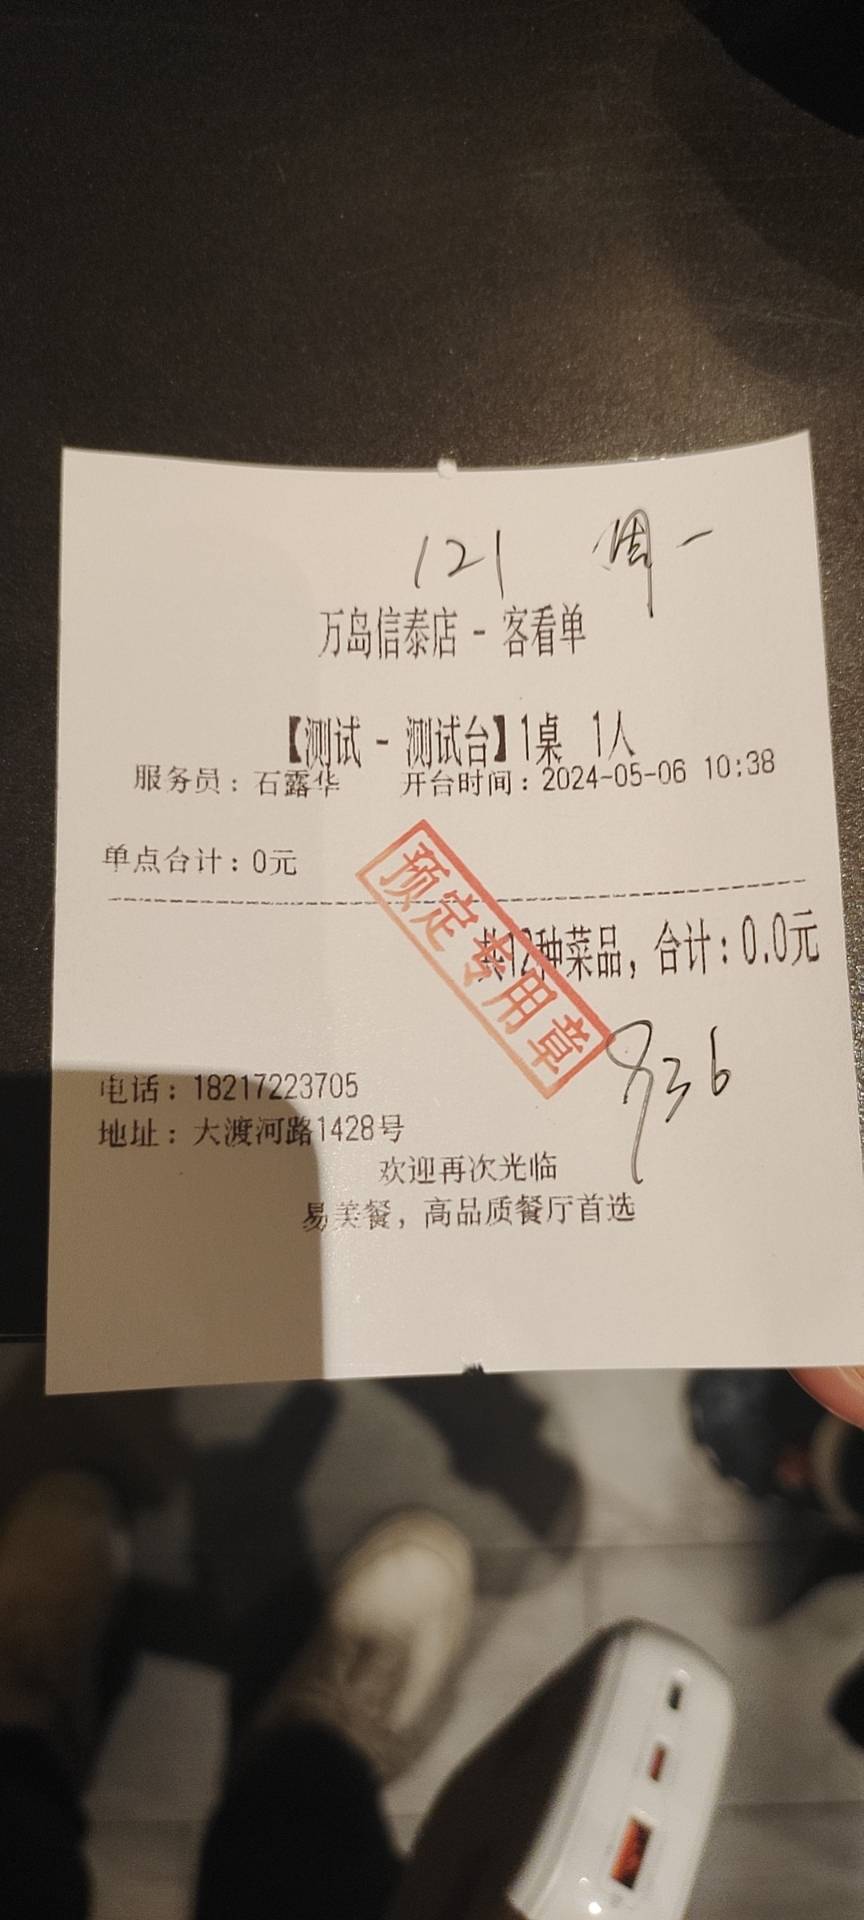 121 周一
万岛信泰店 - 客看单
【测试 - 测试台】1桌 1人
服务员：石露华 开台时间：2024-05-06 10:38
单点合计：0元
预定专用章
共12种菜品，合计：0.0元
936
电话：18217223705
地址：大渡河路1428号
欢迎再次光临
易美餐，高品质餐厅首选